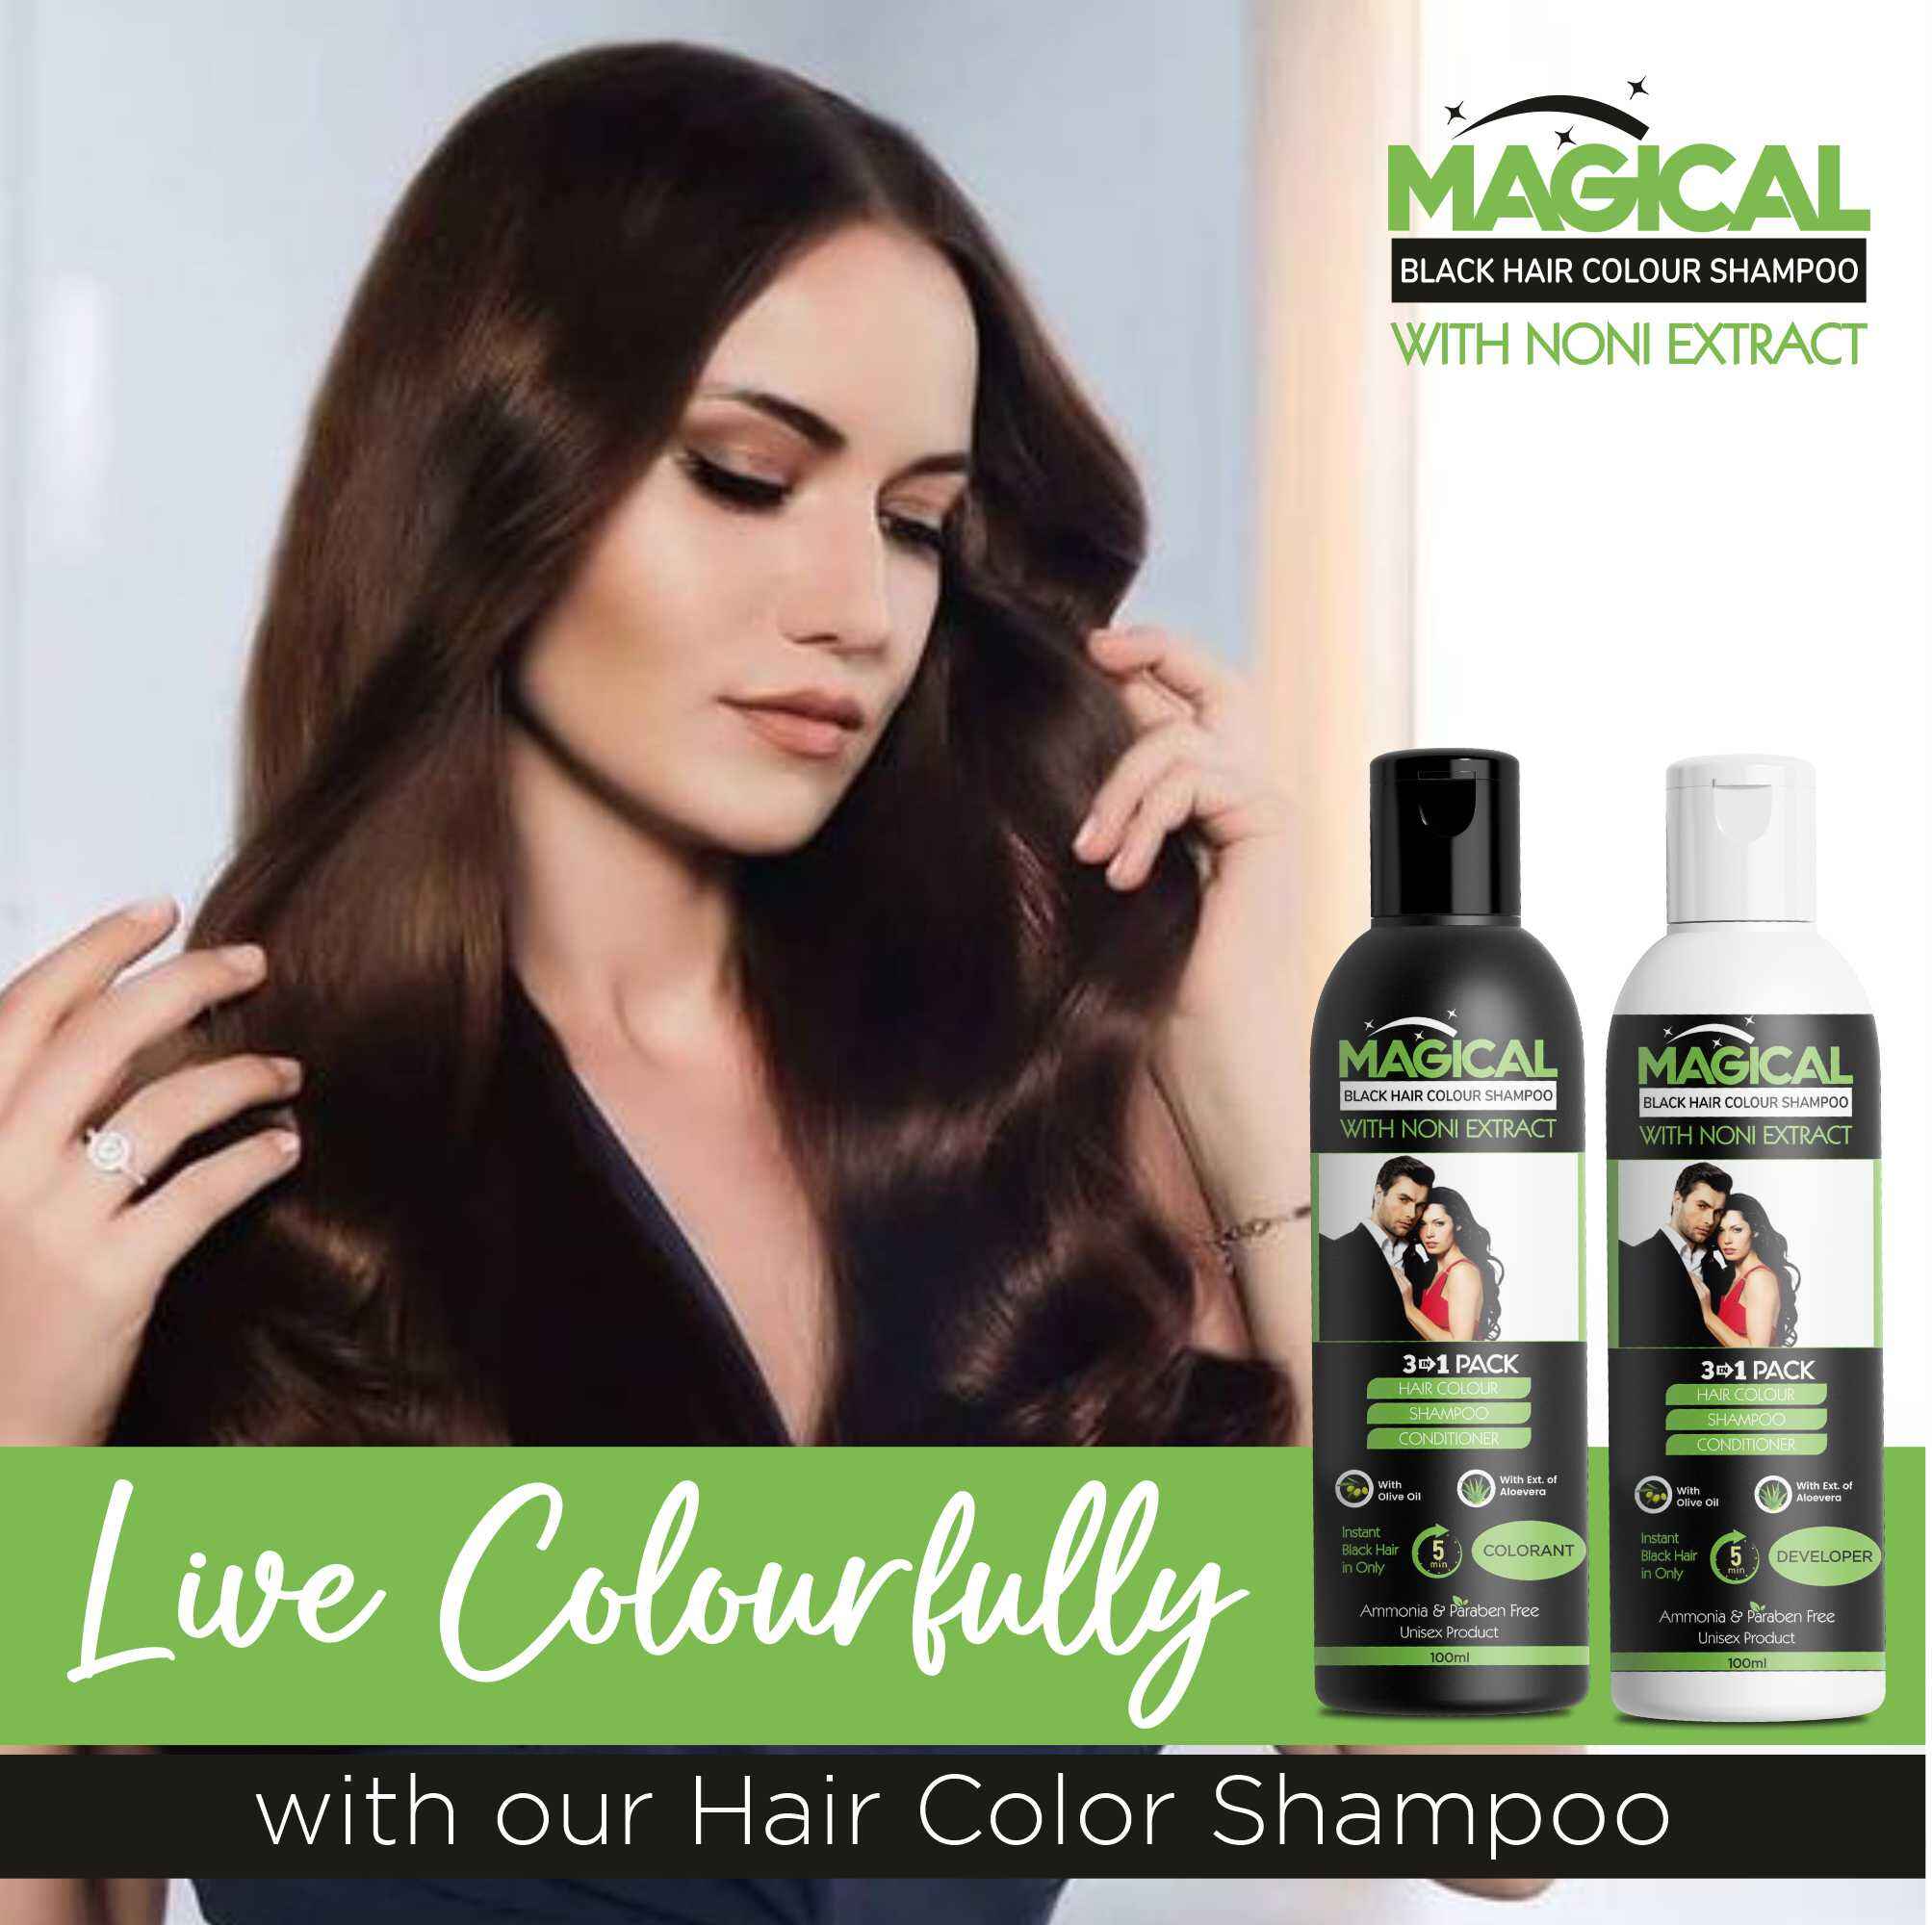 MAGICAL
BLACK HAIR COLOUR SHAMPOO
WITH NONI EXTRACT
MAGICAL
BLACK HAIR COLOUR SHAMPOO
WITH NONI EXTRACT
3 IN 1 PACK
HAIR COLOUR
SHAMPOO
CONDITIONER
With
Olive Oil
With Ext. of
Aloevera
Instant
Black Hair
in Only
5
min
COLORANT
Ammonia & Paraben Free
Unisex Product
100ml
MAGICAL
BLACK HAIR COLOUR SHAMPOO
WITH NONI EXTRACT
3 IN 1 PACK
HAIR COLOUR
SHAMPOO
CONDITIONER
With
Olive Oil
With Ext. of
Aloevera
Instant
Black Hair
in Only
5
min
DEVELOPER
Ammonia & Paraben Free
Unisex Product
100ml
Live Colourfully
with our Hair Color Shampoo